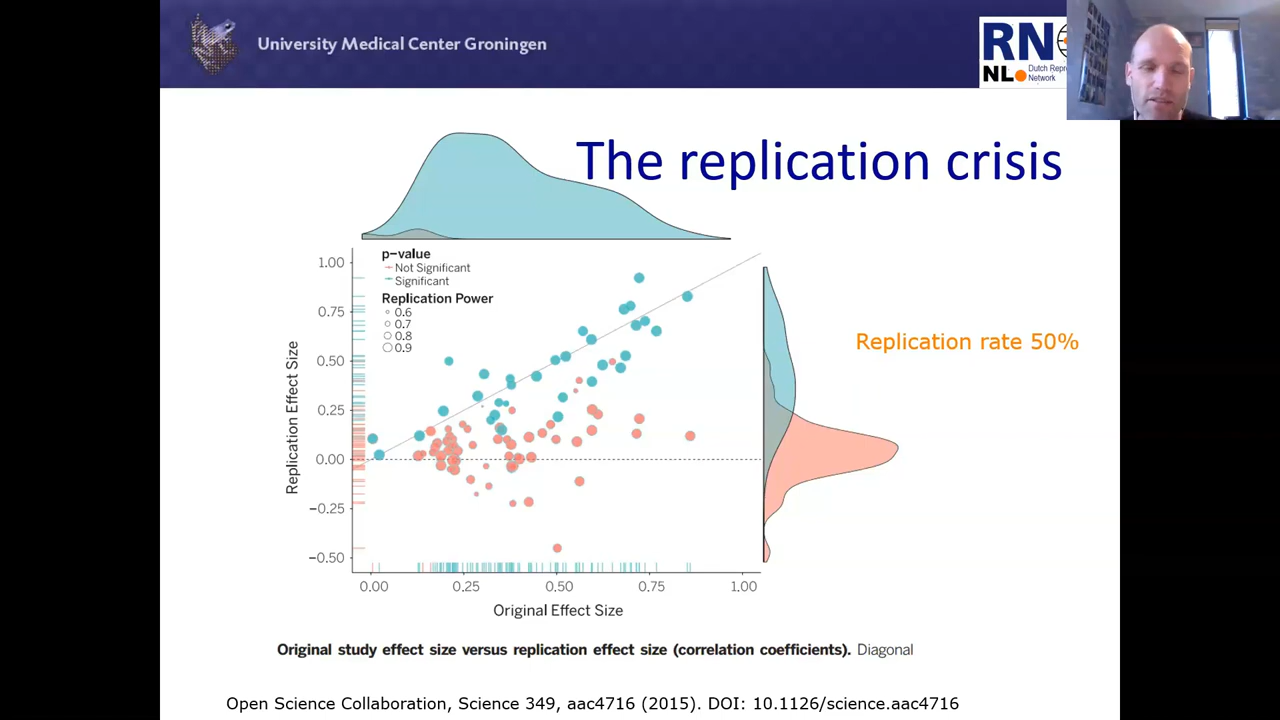 University Medical Center Groningen
RN
NL
Dutch Repr
Network
The replication crisis
p-value
Not Significant
Significant
Replication Power
0.6
0.7
0.8
0.9
1.00
0.75
0.50
0.25
0.00
−0.25
−0.50
Replication Effect Size
Replication rate 50%
0.00 0.25 0.50 0.75 1.00
Original Effect Size
Original study effect size versus replication effect size (correlation coefficients). Diagonal
Open Science Collaboration, Science 349, aac4716 (2015). DOI: 10.1126/science.aac4716